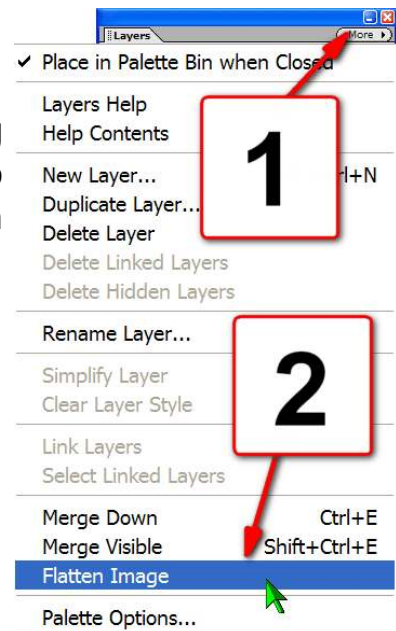 Layers More
✓ Place in Palette Bin when Closed
Layers Help
Help Contents
1
New Layer... rl+N
Duplicate Layer...
Delete Layer
Delete Linked Layers
Delete Hidden Layers
Rename Layer...
2
Simplify Layer
Clear Layer Style
Link Layers
Select Linked Layers
Merge Down Ctrl+E
Merge Visible Shift+Ctrl+E
Flatten Image
Palette Options...